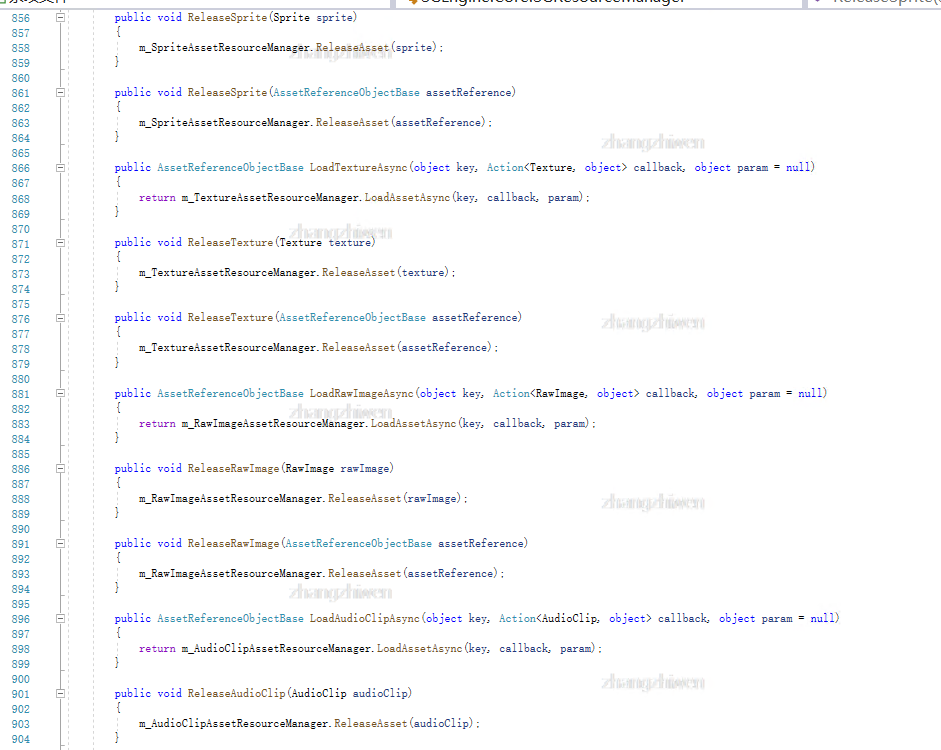 856 public void ReleaseSprite(Sprite sprite)
857 {
858 m_SpriteAssetResourceManager.ReleaseAsset(sprite);
859 }
860
861 public void ReleaseSprite(AssetReferenceObjectBase assetReference)
862 {
863 m_SpriteAssetResourceManager.ReleaseAsset(assetReference);
864 }
865
866 public AssetReferenceObjectBase LoadTextureAsync(object key, Action<Texture, object> callback, object param = null)
867 {
868 return m_TextureAssetResourceManager.LoadAssetAsync(key, callback, param);
869 }
870
871 public void ReleaseTexture(Texture texture)
872 {
873 m_TextureAssetResourceManager.ReleaseAsset(texture);
874 }
875
876 public void ReleaseTexture(AssetReferenceObjectBase assetReference)
877 {
878 m_TextureAssetResourceManager.ReleaseAsset(assetReference);
879 }
880
881 public AssetReferenceObjectBase LoadRawImageAsync(object key, Action<RawImage, object> callback, object param = null)
882 {
883 return m_RawImageAssetResourceManager.LoadAssetAsync(key, callback, param);
884 }
885
886 public void ReleaseRawImage(RawImage rawImage)
887 {
888 m_RawImageAssetResourceManager.ReleaseAsset(rawImage);
889 }
890
891 public void ReleaseRawImage(AssetReferenceObjectBase assetReference)
892 {
893 m_RawImageAssetResourceManager.ReleaseAsset(assetReference);
894 }
895
896 public AssetReferenceObjectBase LoadAudioClipAsync(object key, Action<AudioClip, object> callback, object param = null)
897 {
898 return m_AudioClipAssetResourceManager.LoadAssetAsync(key, callback, param);
899 }
900
901 public void ReleaseAudioClip(AudioClip audioClip)
902 {
903 m_AudioClipAssetResourceManager.ReleaseAsset(audioClip);
904 }